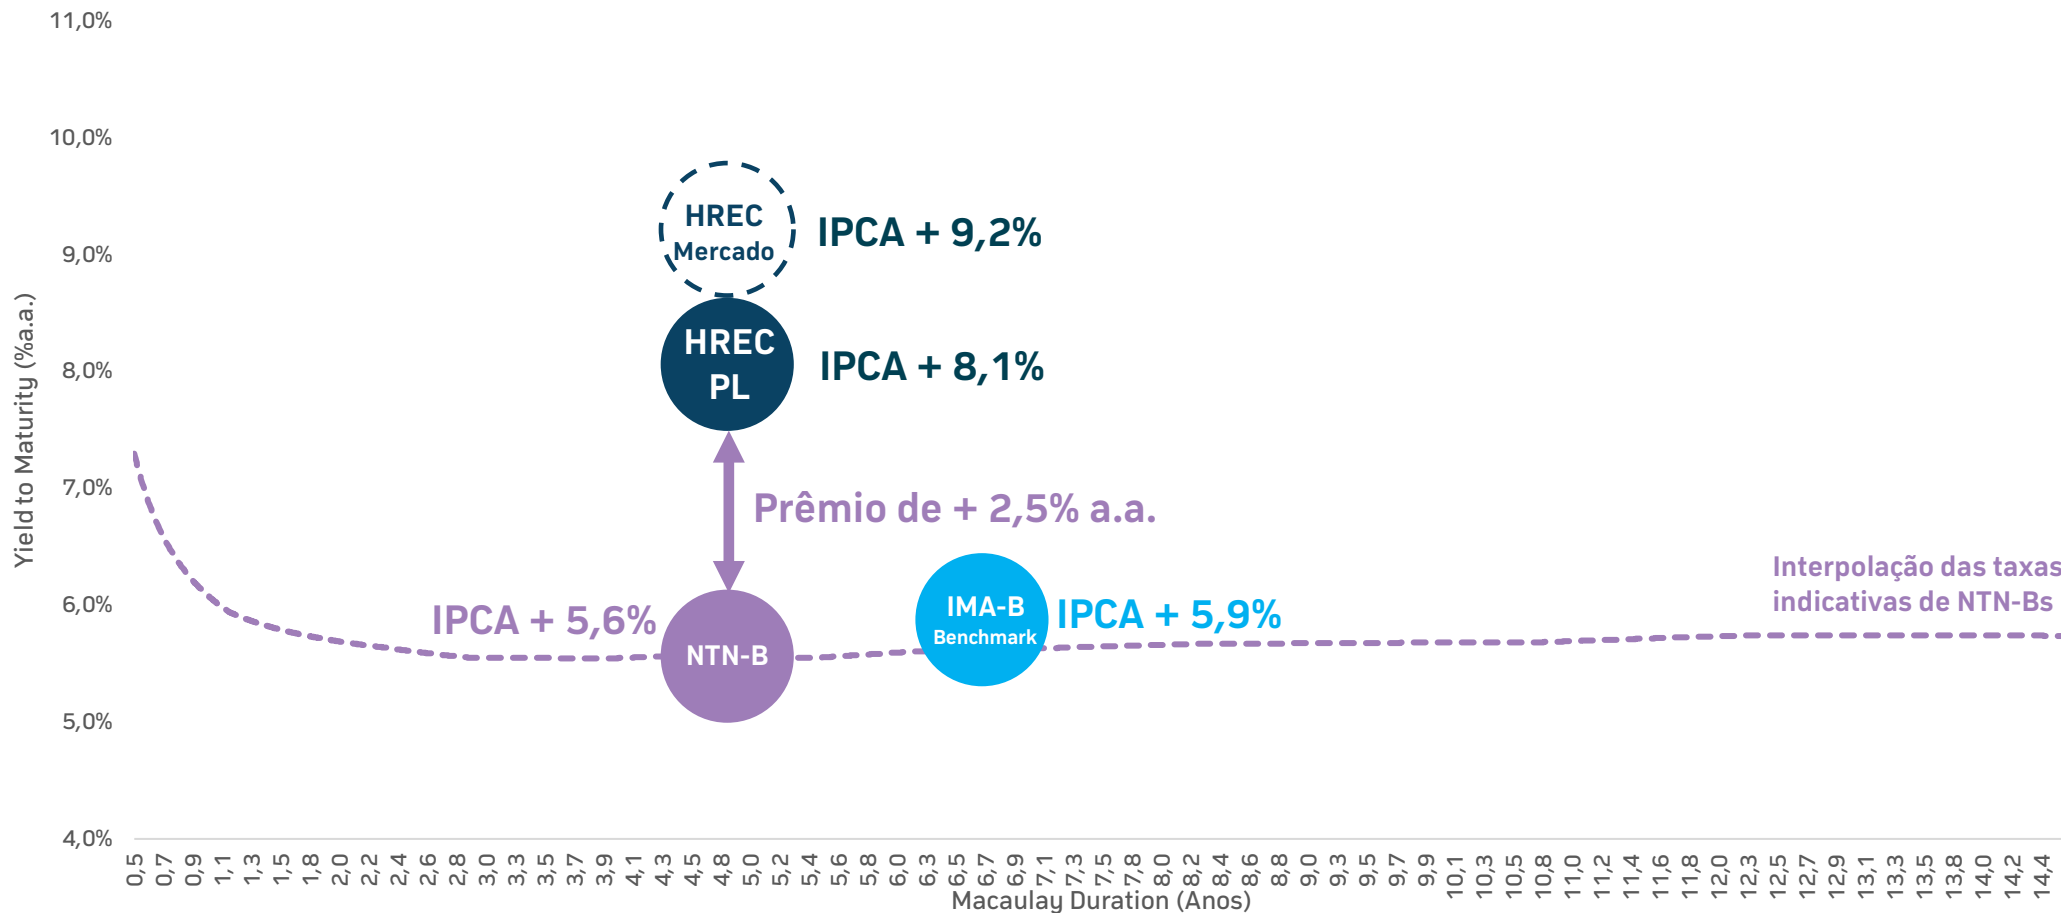 11,0%
10,0%
9,0%
8,0%
7,0%
6,0%
5,0%
4,0%
Yield to Maturity (%a.a.)
HREC
Mercado
IPCA + 9,2%
HREC
PL
IPCA + 8,1%
Prêmio de + 2,5% a.a.
IPCA + 5,6%
NTN-B
IMA-B
Benchmark
IPCA + 5,9%
Interpolação das taxas
indicativas de NTN-Bs
0,5 0,7 0,9 1,1 1,3 1,5 1,8 2,0 2,2 2,4 2,6 2,8 3,0 3,3 3,5 3,7 3,9 4,1 4,3 4,5 4,8 5,0 5,2 5,4 5,6 5,8 6,0 6,3 6,5 6,7 6,9 7,1 7,3 7,5 7,8 8,0 8,2 8,4 8,6 8,8 9,0 9,3 9,5 9,7 9,9 10,1 10,3 10,5 10,8 11,0 11,2 11,4 11,6 11,8 12,0 12,3 12,5 12,7 12,9 13,1 13,3 13,5 13,8 14,0 14,2 14,4
Macaulay Duration (Anos)